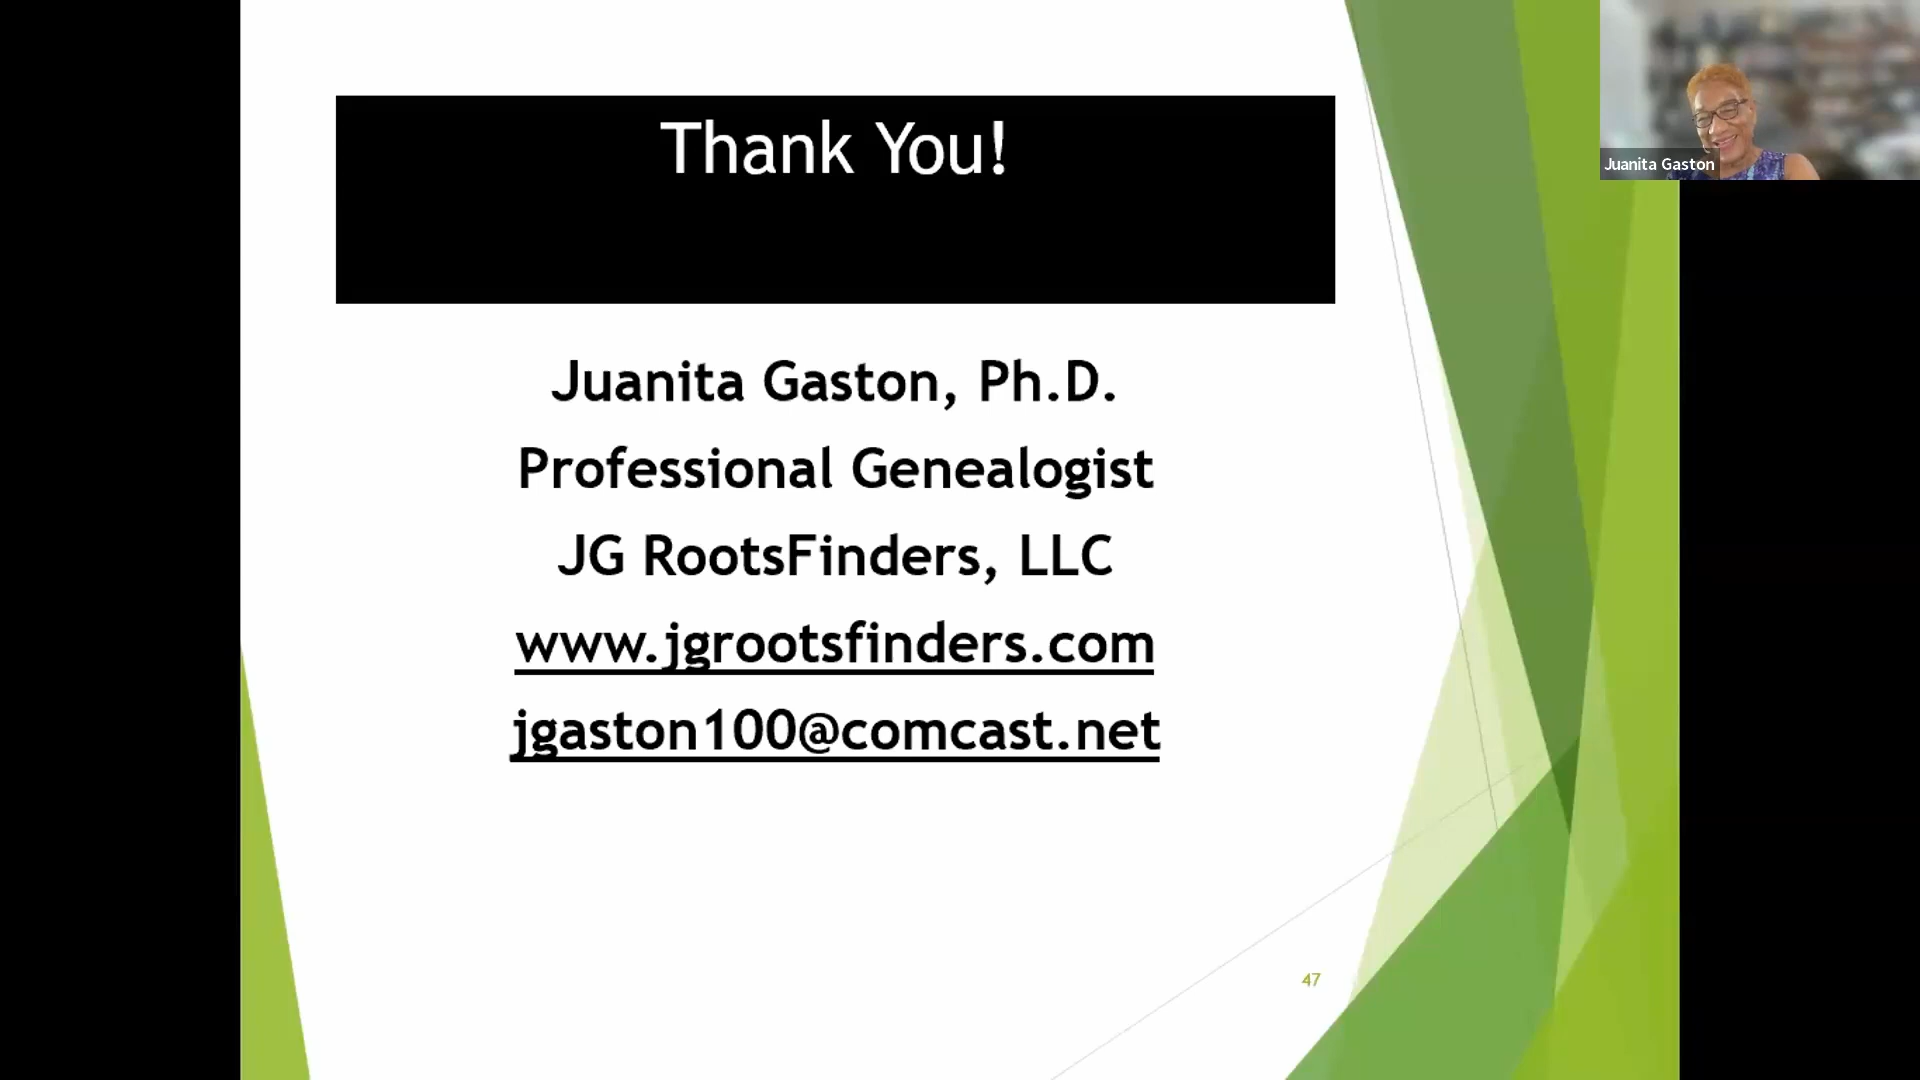 Thank You!
Juanita Gaston, Ph.D.
Professional Genealogist
JG RootsFinders, LLC
www.jgrootsfinders.com
jgaston100@comcast.net
47
Juanita Gaston